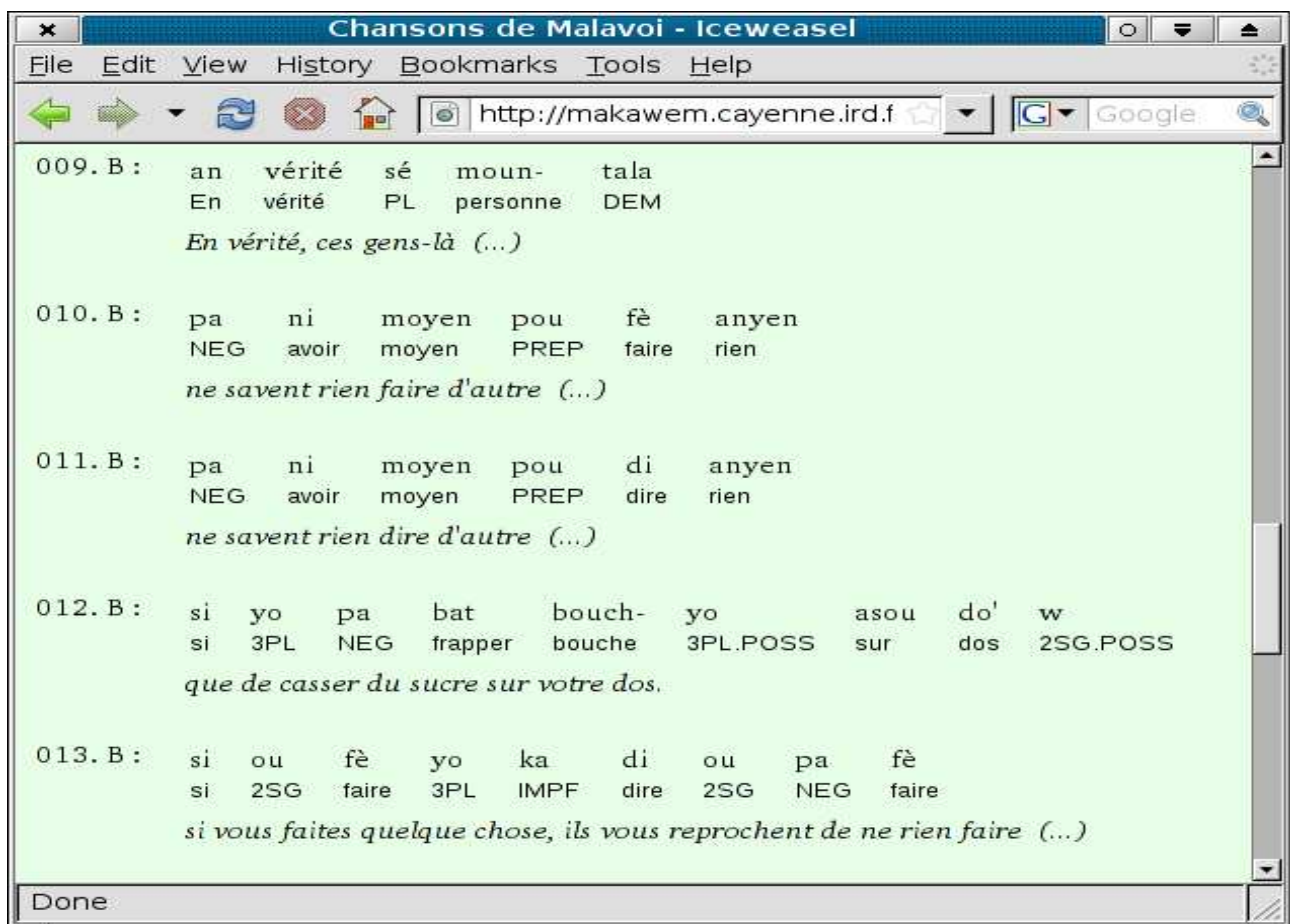 Chansons de Malavoi - Iceweasel
File Edit View History Bookmarks Tools Help
http://makawem.cayenne.ird.f Google
009. B : an vérité sé moun- tala
En vérité PL personne DEM
En vérité, ces gens-là (...)
010. B : pa ni moyen pou fè anyen
NEG avoir moyen PREP faire rien
ne savent rien faire d'autre (...)
011. B : pa ni moyen pou di anyen
NEG avoir moyen PREP dire rien
ne savent rien dire d'autre (...)
012. B : si yo pa bat bouch- yo asou do' w
si 3PL NEG frapper bouche 3PL.POSS sur dos 2SG.POSS
que de casser du sucre sur votre dos.
013. B : si ou fè yo ka di ou pa fè
si 2SG faire 3PL IMPF dire 2SG NEG faire
si vous faites quelque chose, ils vous reprochent de ne rien faire (...)
Done